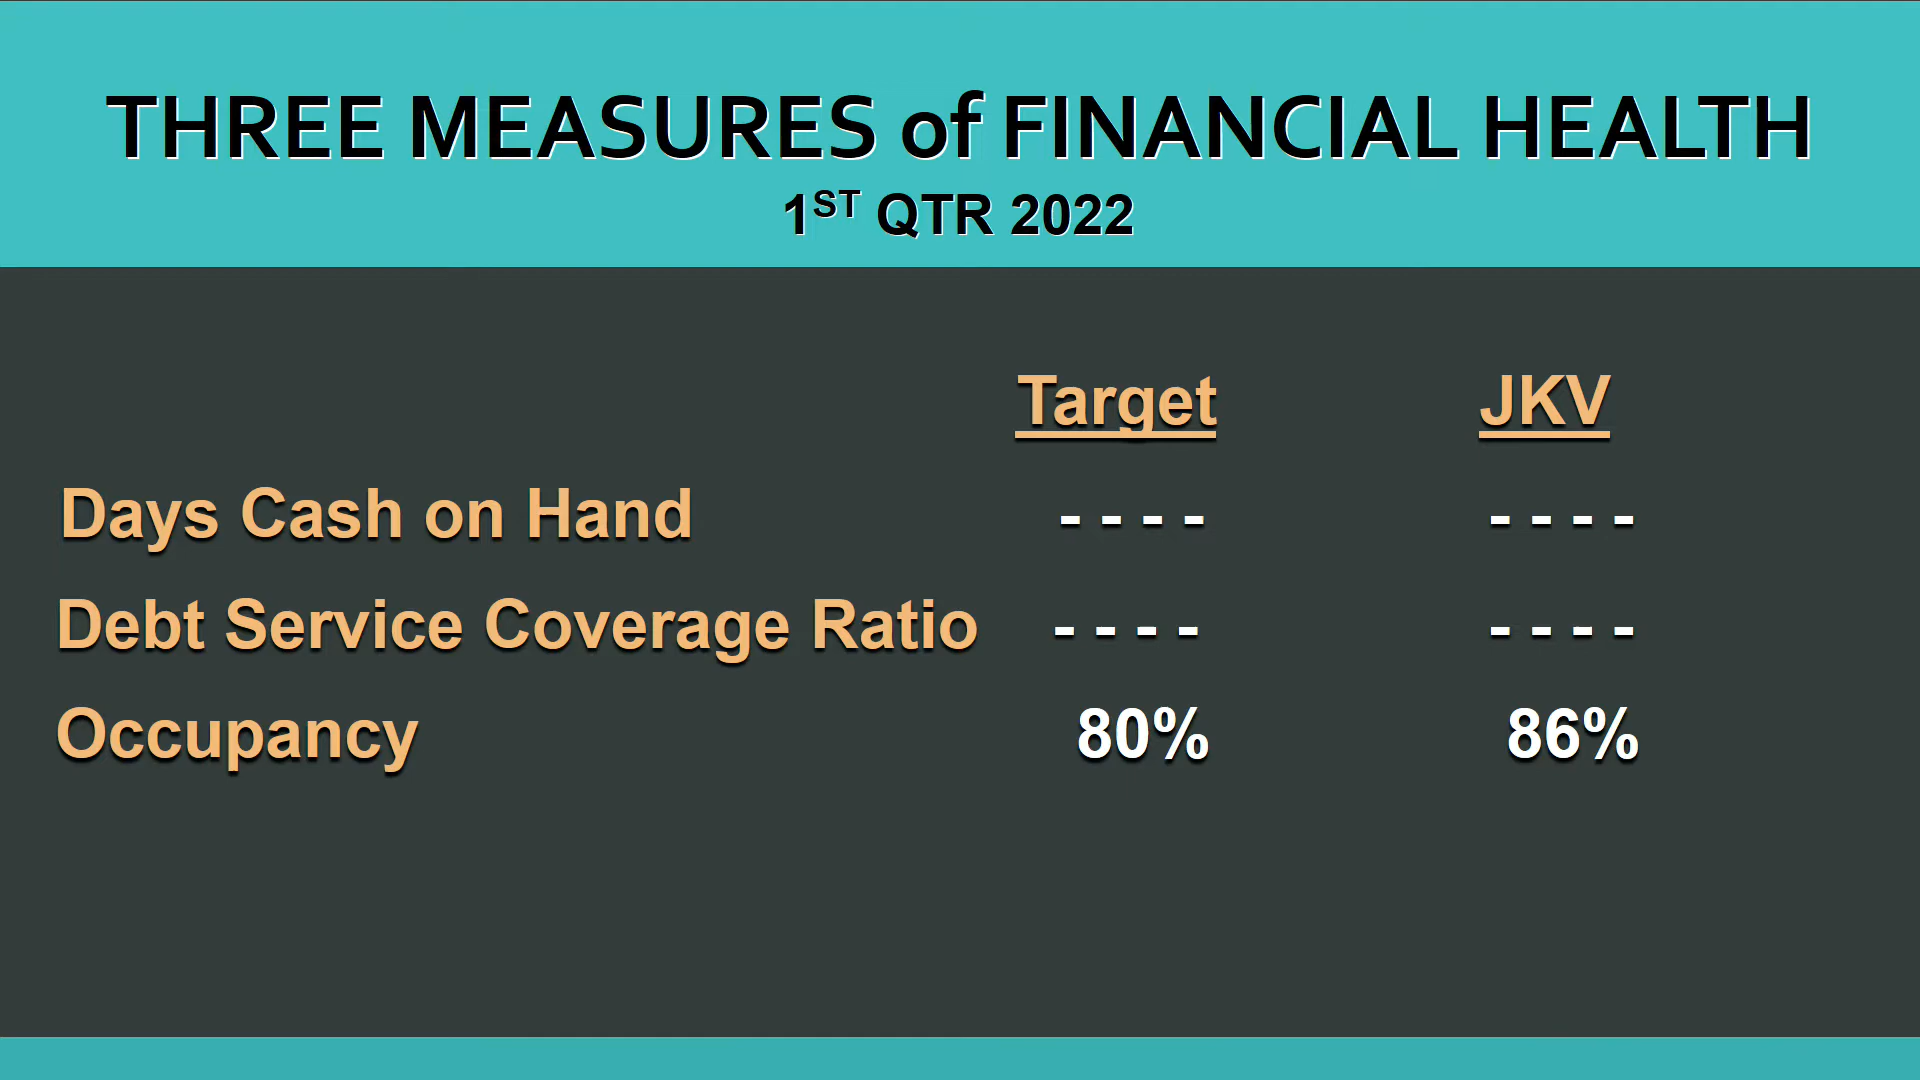 THREE MEASURES of FINANCIAL HEALTH
1ST QTR 2022
Target JKV
Days Cash on Hand - - - - - - - -
Debt Service Coverage Ratio - - - - - - - -
Occupancy 80% 86%